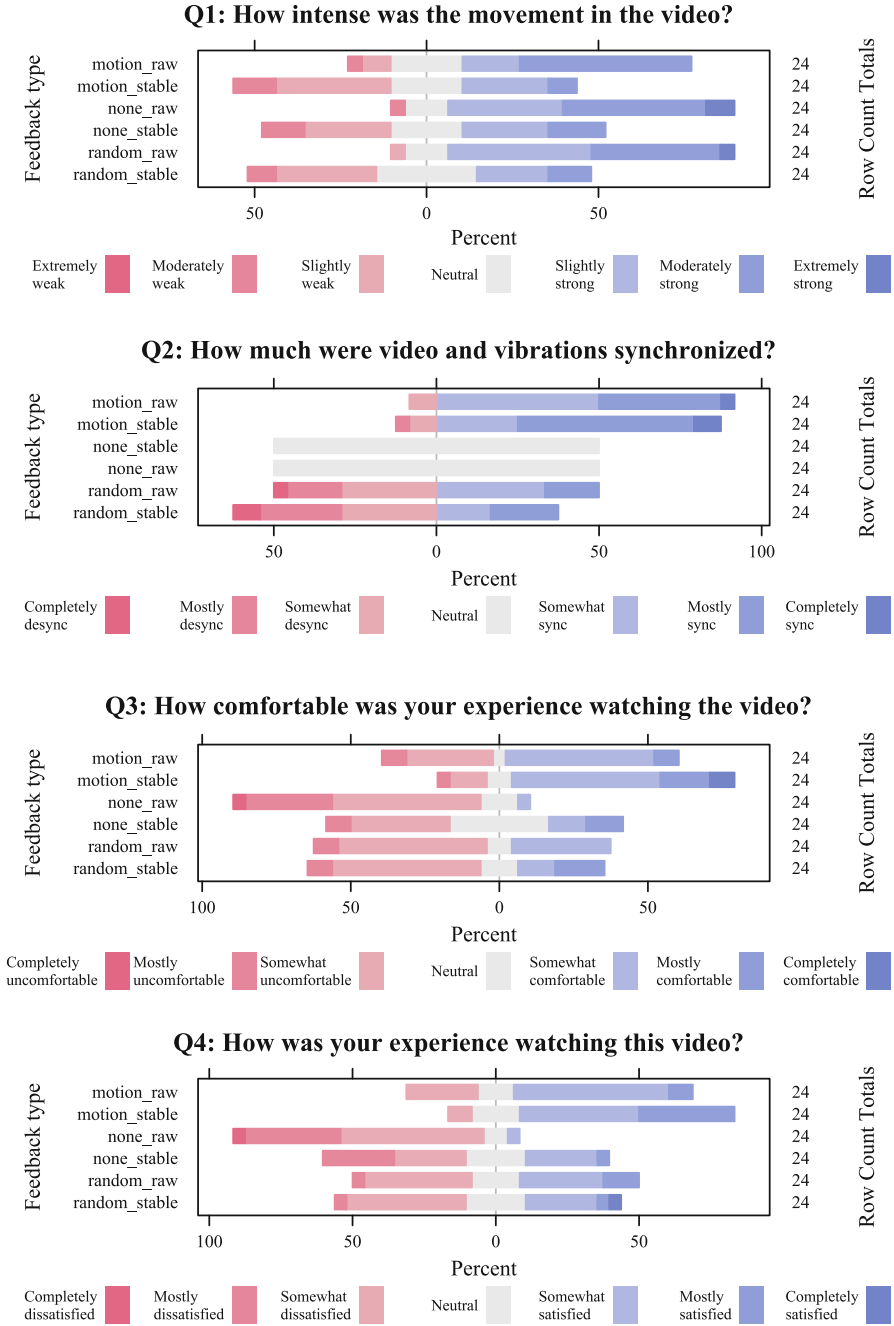 Q1: How intense was the movement in the video?
Feedback type
motion_raw 24
motion_stable 24
none_raw 24
none_stable 24
random_raw 24
random_stable 24
Row Count Totals
50 0 50
Percent
Extremely weak
Moderately weak
Slightly weak
Neutral
Slightly strong
Moderately strong
Extremely strong
Q2: How much were video and vibrations synchronized?
Feedback type
motion_raw 24
motion_stable 24
none_stable 24
none_raw 24
random_raw 24
random_stable 24
Row Count Totals
50 0 50 100
Percent
Completely desync
Mostly desync
Somewhat desync
Neutral
Somewhat sync
Mostly sync
Completely sync
Q3: How comfortable was your experience watching the video?
Feedback type
motion_raw 24
motion_stable 24
none_raw 24
none_stable 24
random_raw 24
random_stable 24
Row Count Totals
100 50 0 50
Percent
Completely uncomfortable
Mostly uncomfortable
Somewhat uncomfortable
Neutral
Somewhat comfortable
Mostly comfortable
Completely comfortable
Q4: How was your experience watching this video?
Feedback type
motion_raw 24
motion_stable 24
none_raw 24
none_stable 24
random_raw 24
random_stable 24
Row Count Totals
100 50 0 50
Percent
Completely dissatisfied
Mostly dissatisfied
Somewhat dissatisfied
Neutral
Somewhat satisfied
Mostly satisfied
Completely satisfied